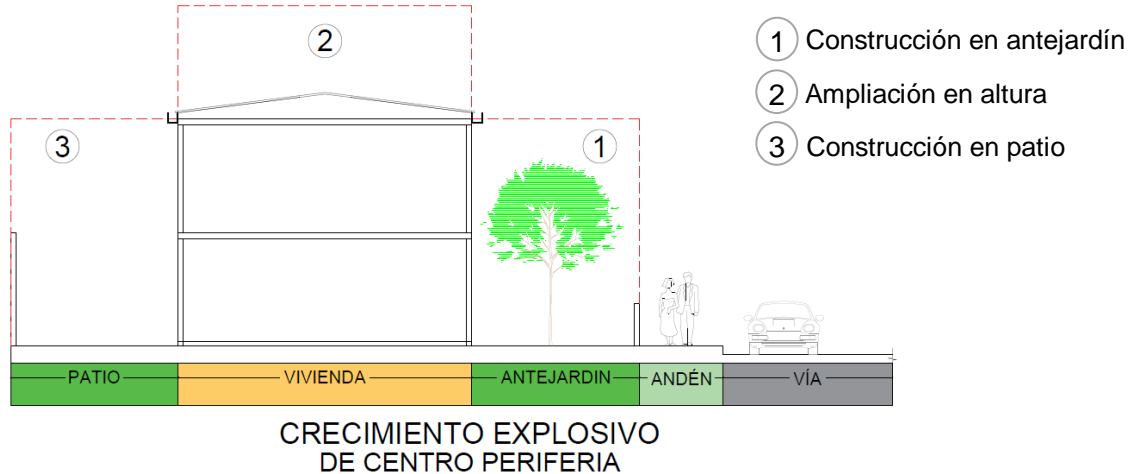 2
1 Construcción en antejardín
2 Ampliación en altura
3 Construcción en patio
3
1
PATIO
VIVIENDA
ANTEJARDIN
ANDÉN
VÍA
CRECIMIENTO EXPLOSIVO
DE CENTRO PERIFERIA